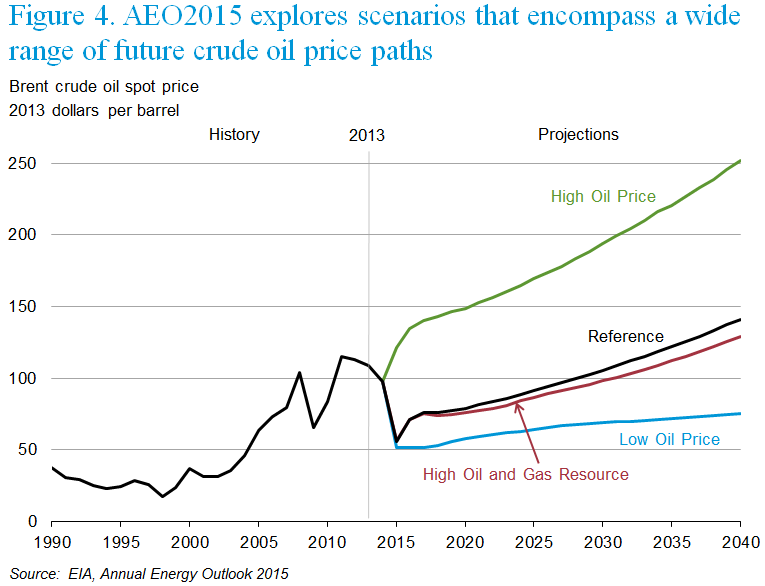 Figure 4. AEO2015 explores scenarios that encompass a wide
range of future crude oil price paths
Brent crude oil spot price
2013 dollars per barrel
History
2013
Projections
250
200
150
100
50
0
High Oil Price
Reference
Low Oil Price
High Oil and Gas Resource
1990 1995 2000 2005 2010 2015 2020 2025 2030 2035 2040
Source: EIA, Annual Energy Outlook 2015